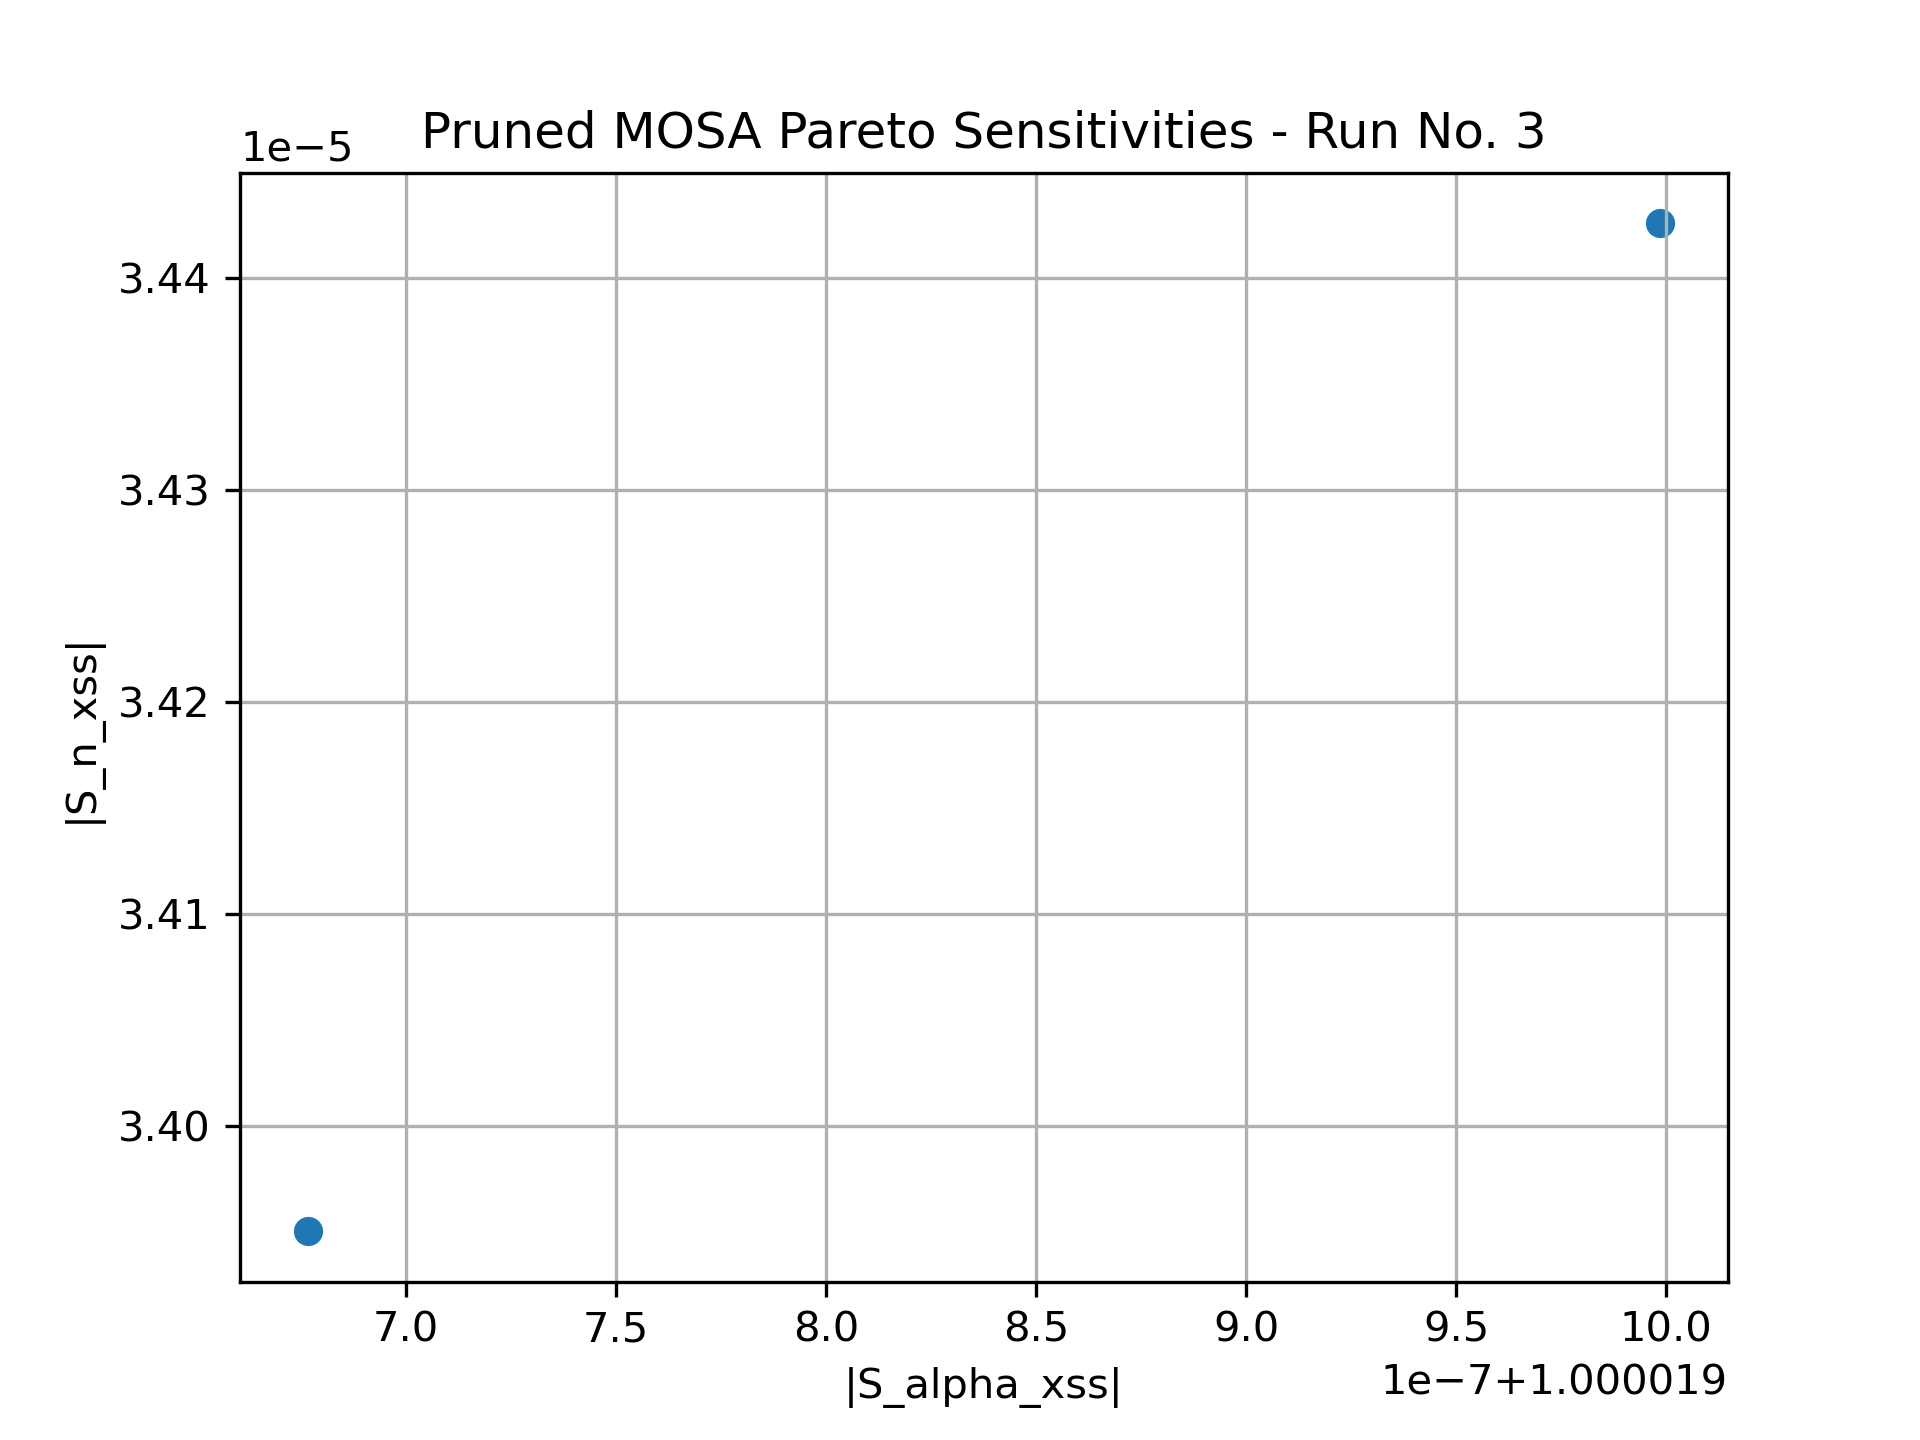 Pruned MOSA Pareto Sensitivities - Run No. 3
1e−5
3.44
3.43
3.42
3.41
3.40
|S_n_xss|
7.0 7.5 8.0 8.5 9.0 9.5 10.0
1e−7+1.000019
|S_alpha_xss|